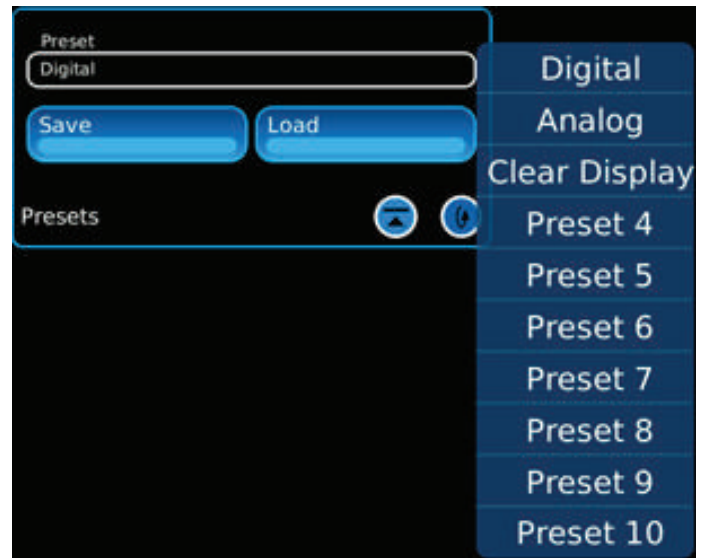 Preset
Digital
Save
Load
Presets
Digital
Analog
Clear Display
Preset 4
Preset 5
Preset 6
Preset 7
Preset 8
Preset 9
Preset 10